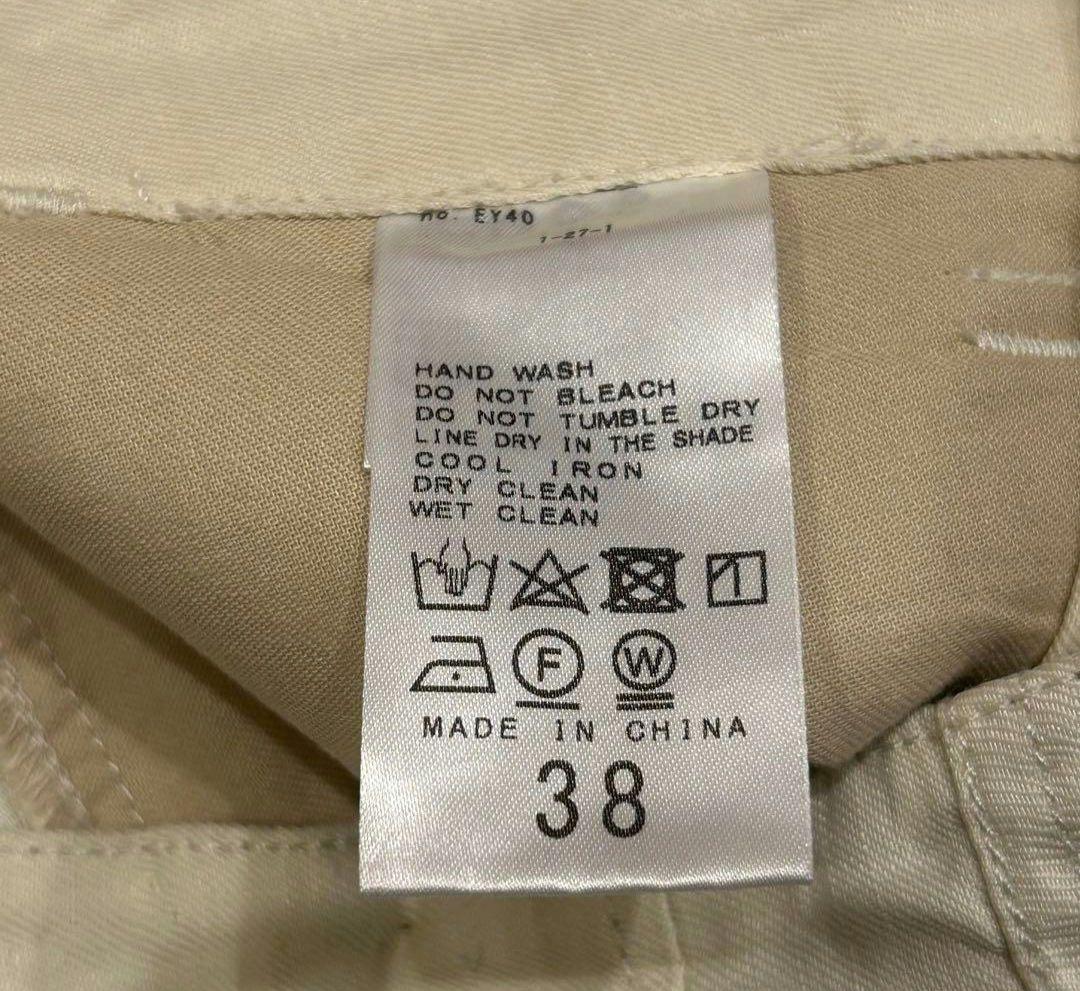 no. EY40
1-27-1
HAND WASH
DO NOT BLEACH
DO NOT TUMBLE DRY
LINE DRY IN THE SHADE
COOL IRON
DRY CLEAN
WET CLEAN
F W
MADE IN CHINA
38